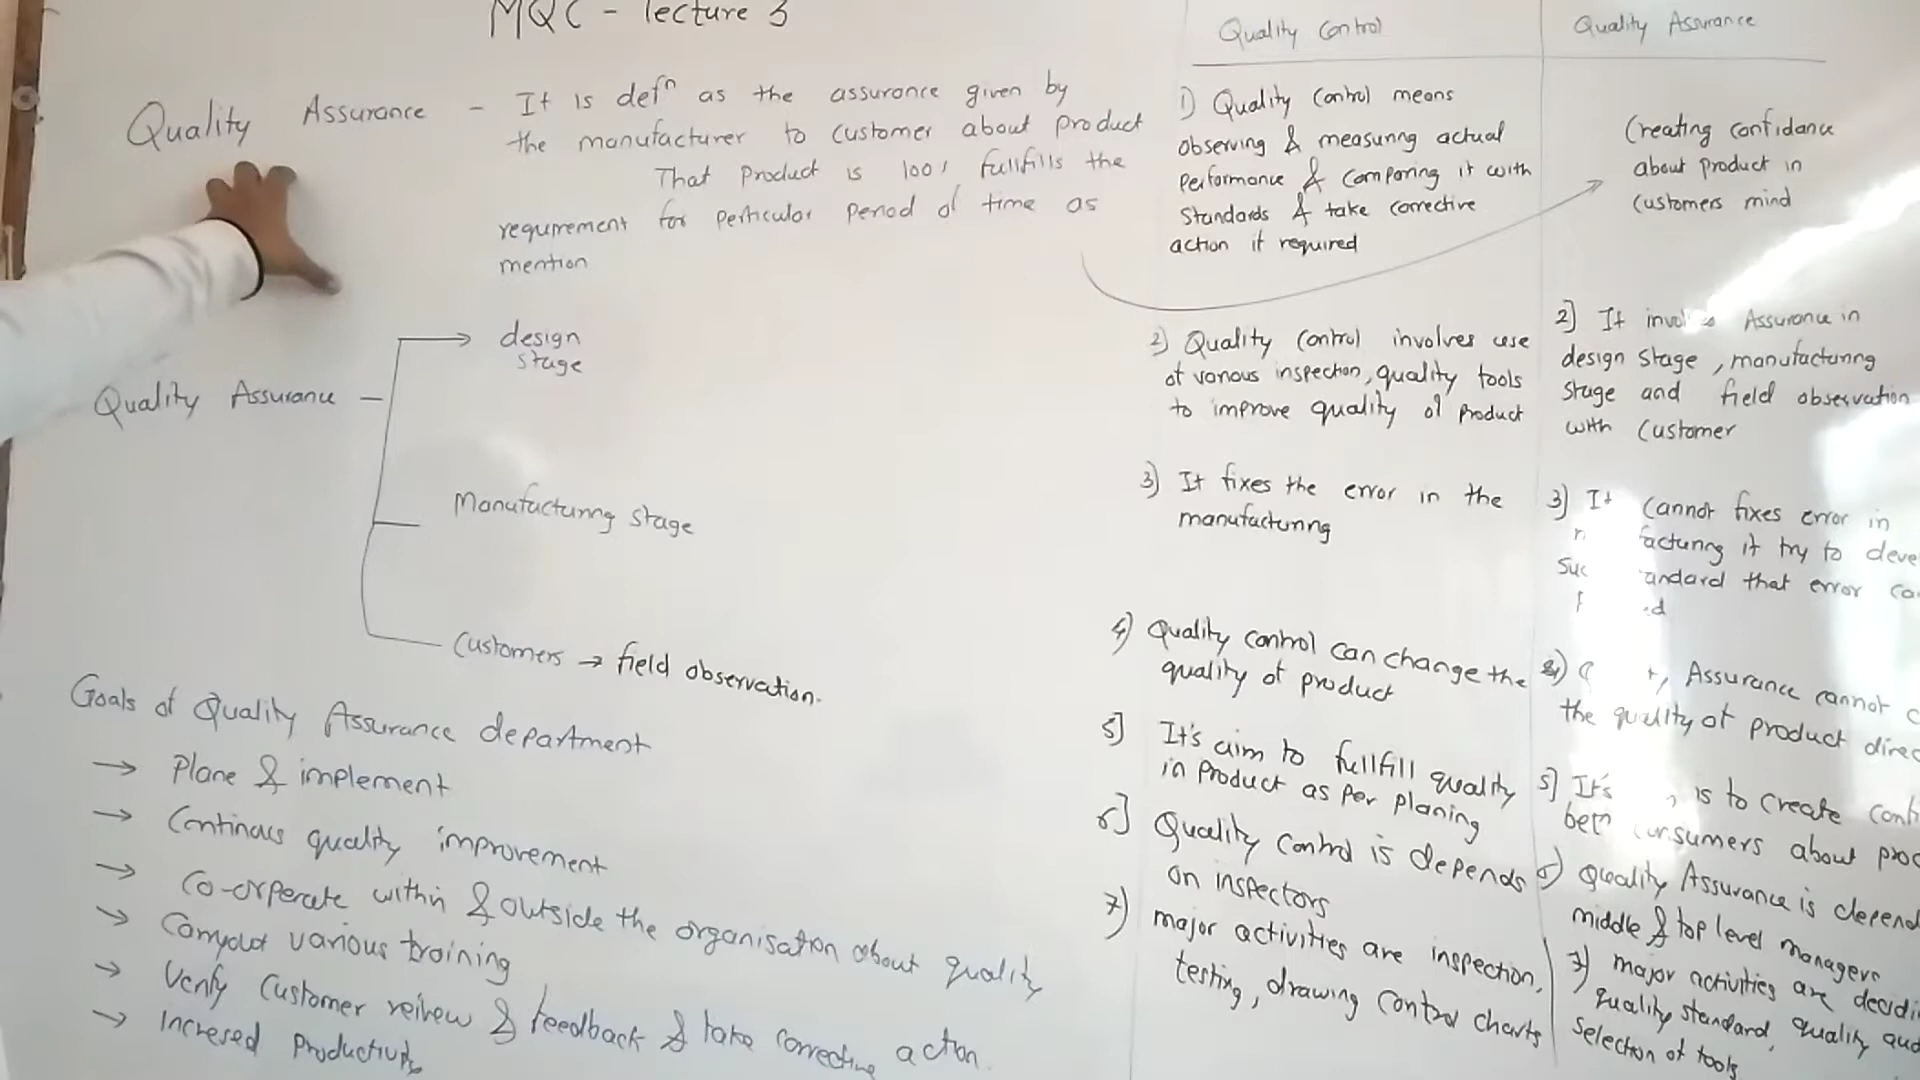 MQC - lecture 3
Quality Assurance - It is defn as the assurance given by
the manufacturer to customer about product
That product is 100% fullfills the
requirement for perticular period of time as
mention
Quality Assurance
design
stage
Manufacturing stage
Customers → field observation.
Goals of Quality Assurance department
→ Plane & implement
→ Continous quality improvement
→ Co-orperate within & outside the organisation about quality
→ Carryout various training
→ Verify Customer reivew & feedback & take corrective action.
→ Incresed Productivity
Quality Control
1) Quality Control means
observing & measuring actual
Performance & Comparing it with
Standards & take corrective
action if required
2) Quality Control involves use
of various inspection, quality tools
to improve quality of Product
3) It fixes the error in the
manufacturing
4) Quality control can change the
quality of product
5] It's aim to fullfill quality
in Product as per planing
6] Quality Control is depends
on inspectors
7) major activities are inspection,
testing, drawing control charts
Quality Assurance
Creating confidance
about product in
customers mind
2] It Assurance in
design stage, manufacturing
stage and field observation
with Customer
3) It cannot fixes error in
it try to
that error
Assurance cannot
the quality of product
5] It's is to create
betn consumers about
6) Quality Assurance is
middle & top level managers
7) major activities are
quality standard, quality
selection of tools